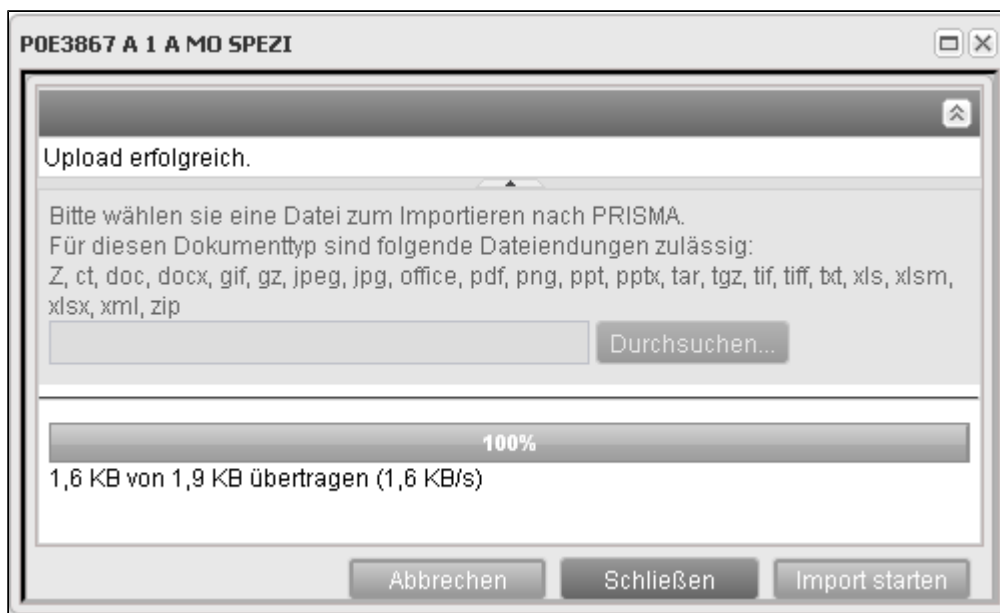 P0E3867 A 1 A MO SPEZI
Upload erfolgreich.
Bitte wählen sie eine Datei zum Importieren nach PRISMA.
Für diesen Dokumenttyp sind folgende Dateiendungen zulässig:
Z, ct, doc, docx, gif, gz, jpeg, jpg, office, pdf, png, ppt, pptx, tar, tgz, tif, tiff, txt, xls, xlsm,
xlsx, xml, zip
Durchsuchen...
100%
1,6 KB von 1,9 KB übertragen (1,6 KB/s)
Abbrechen
Schließen
Import starten